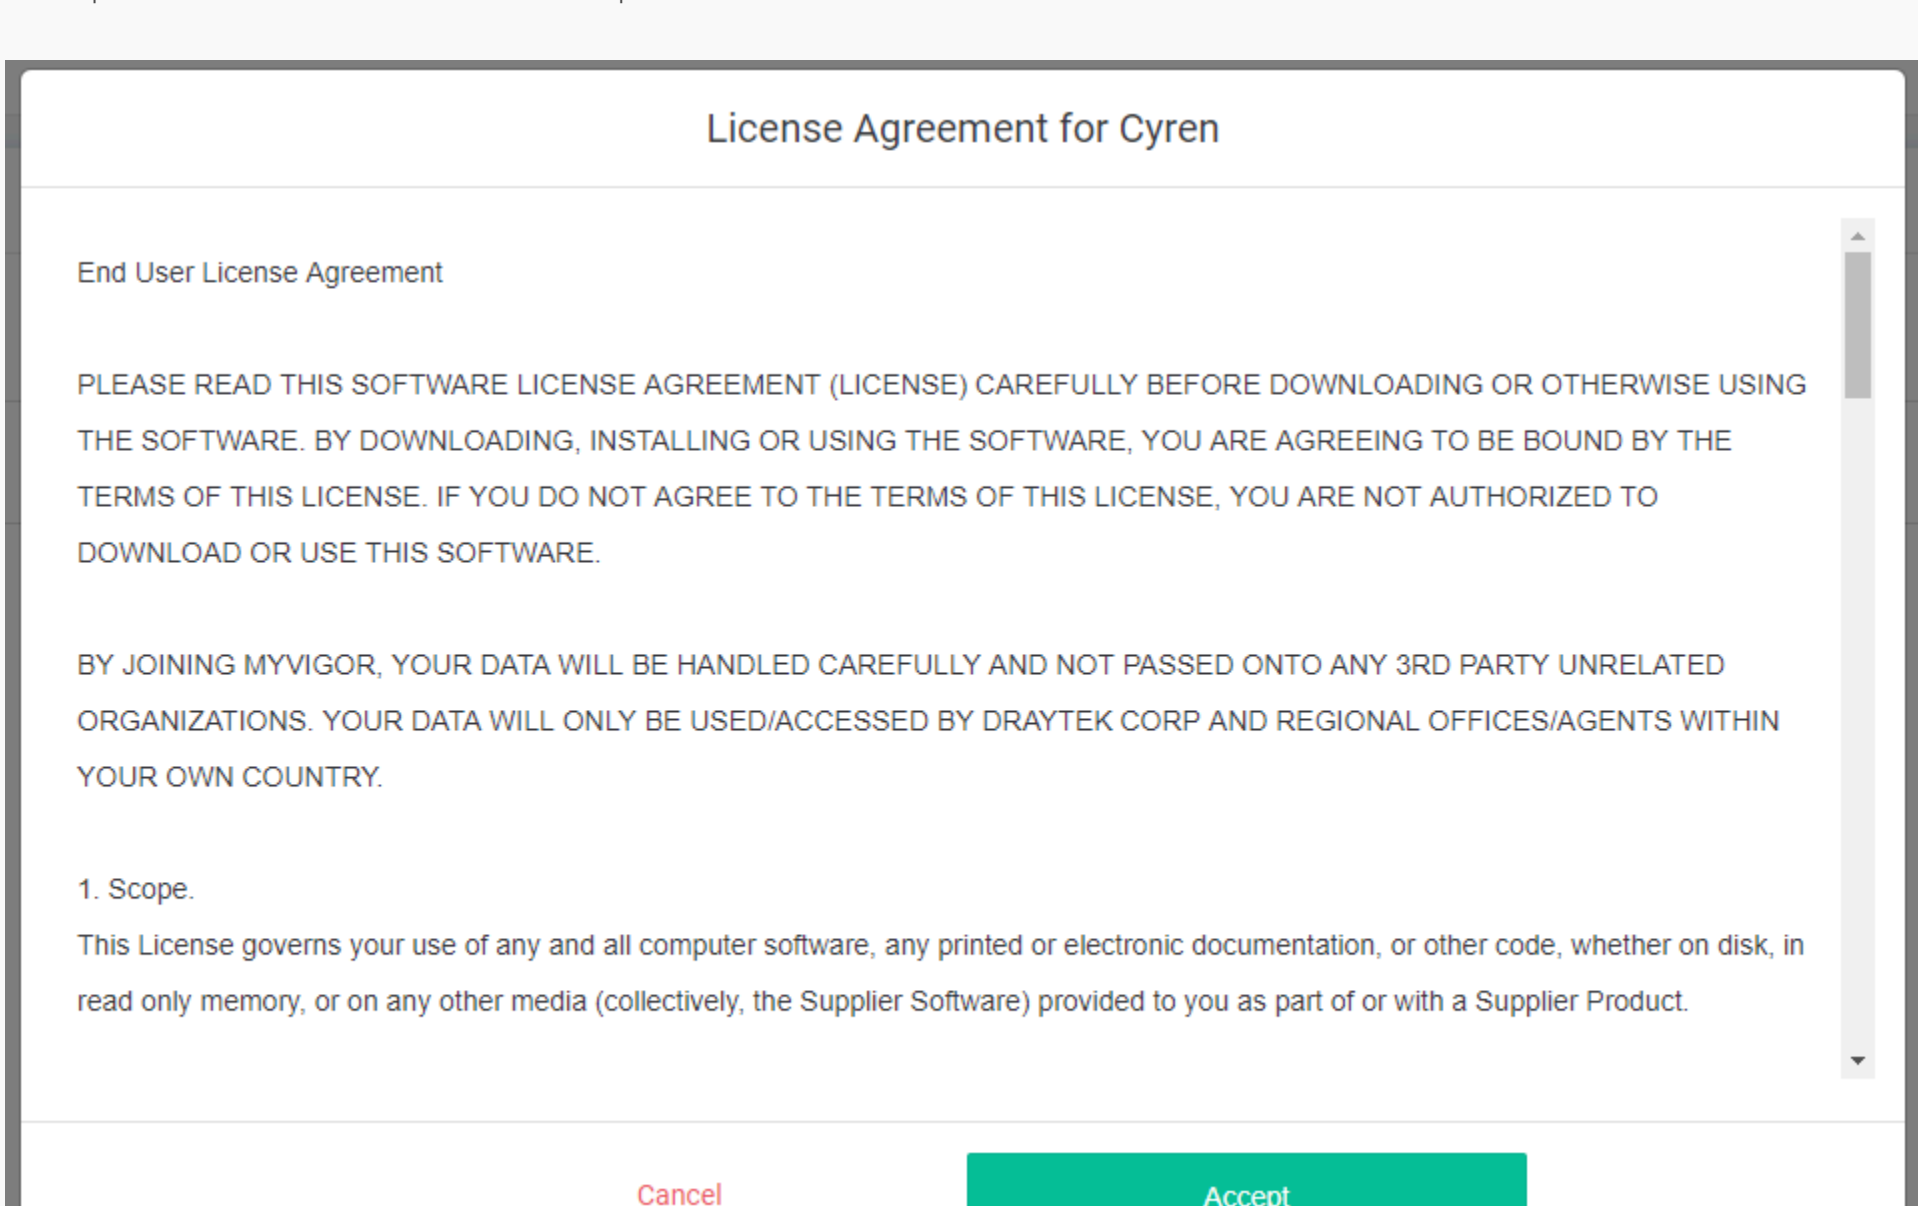 License Agreement for Cyren
End User License Agreement
PLEASE READ THIS SOFTWARE LICENSE AGREEMENT (LICENSE) CAREFULLY BEFORE DOWNLOADING OR OTHERWISE USING
THE SOFTWARE. BY DOWNLOADING, INSTALLING OR USING THE SOFTWARE, YOU ARE AGREEING TO BE BOUND BY THE
TERMS OF THIS LICENSE. IF YOU DO NOT AGREE TO THE TERMS OF THIS LICENSE, YOU ARE NOT AUTHORIZED TO
DOWNLOAD OR USE THIS SOFTWARE.
BY JOINING MYVIGOR, YOUR DATA WILL BE HANDLED CAREFULLY AND NOT PASSED ONTO ANY 3RD PARTY UNRELATED
ORGANIZATIONS. YOUR DATA WILL ONLY BE USED/ACCESSED BY DRAYTEK CORP AND REGIONAL OFFICES/AGENTS WITHIN
YOUR OWN COUNTRY.
1. Scope.
This License governs your use of any and all computer software, any printed or electronic documentation, or other code, whether on disk, in
read only memory, or on any other media (collectively, the Supplier Software) provided to you as part of or with a Supplier Product.
Cancel
Accept